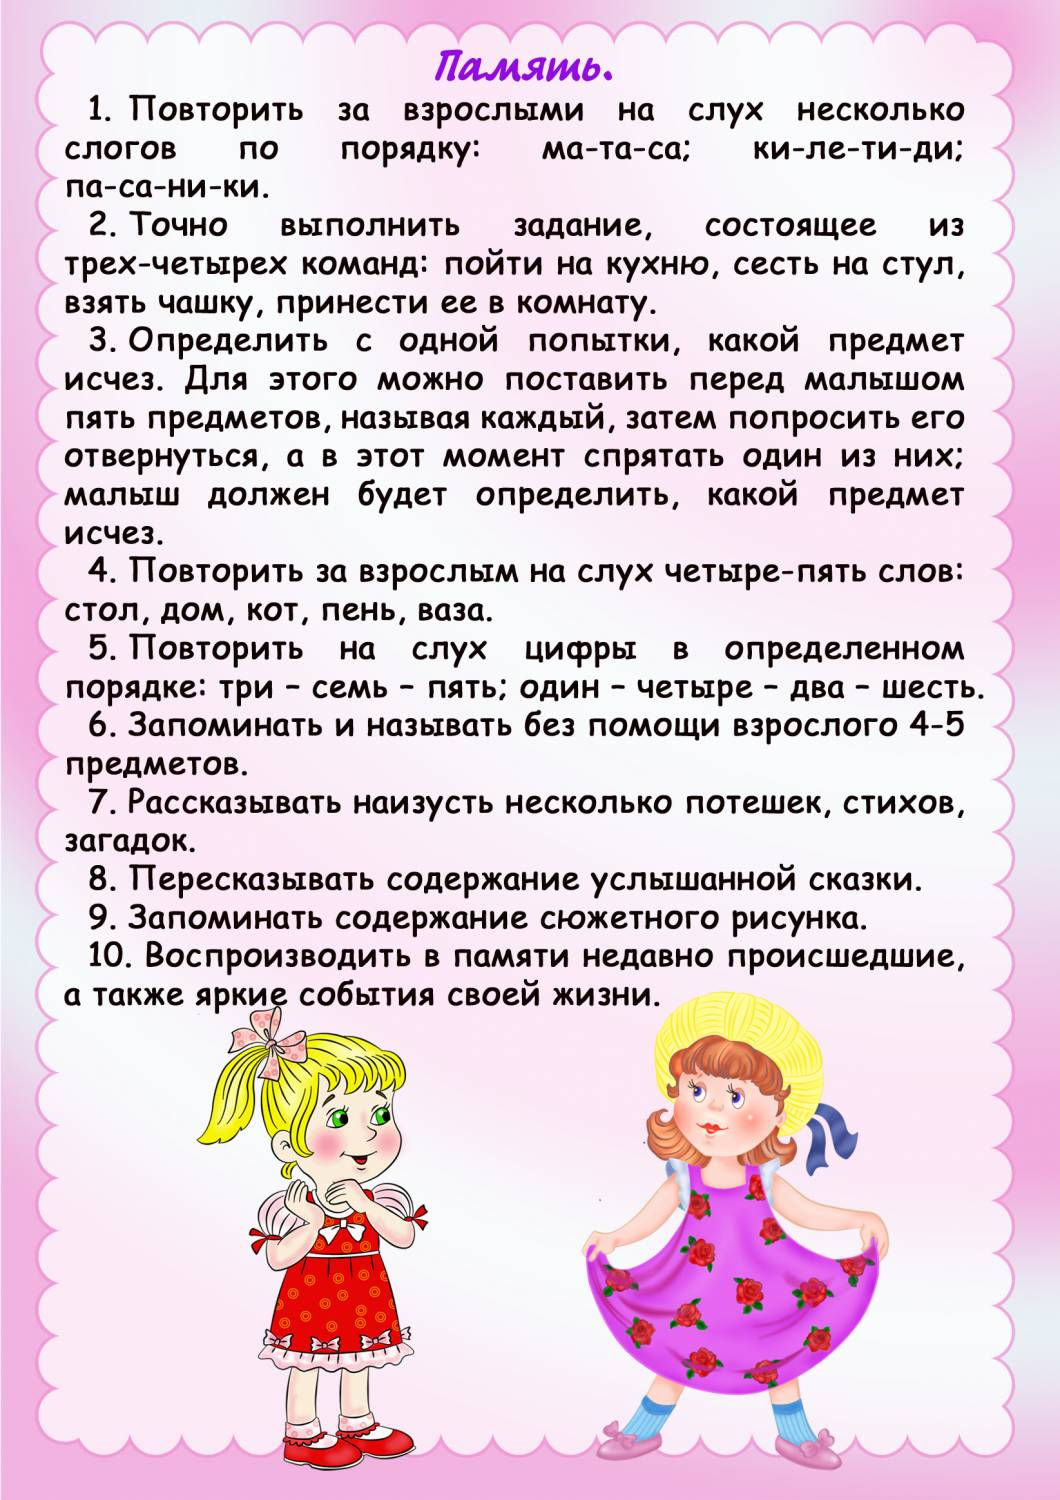 Память.
1. Повторить за взрослыми на слух несколько
слогов по порядку: ма-та-са; ки-ле-ти-ди;
па-са-ни-ки.
2. Точно выполнить задание, состоящее из
трех-четырех команд: пойти на кухню, сесть на стул,
взять чашку, принести ее в комнату.
3. Определить с одной попытки, какой предмет
исчез. Для этого можно поставить перед малышом
пять предметов, называя каждый, затем попросить его
отвернуться, а в этот момент спрятать один из них;
малыш должен будет определить, какой предмет
исчез.
4. Повторить за взрослым на слух четыре-пять слов:
стол, дом, кот, пень, ваза.
5. Повторить на слух цифры в определенном
порядке: три – семь – пять; один – четыре – два – шесть.
6. Запоминать и называть без помощи взрослого 4-5
предметов.
7. Рассказывать наизусть несколько потешек, стихов,
загадок.
8. Пересказывать содержание услышанной сказки.
9. Запоминать содержание сюжетного рисунка.
10. Воспроизводить в памяти недавно происшедшие,
а также яркие события своей жизни.